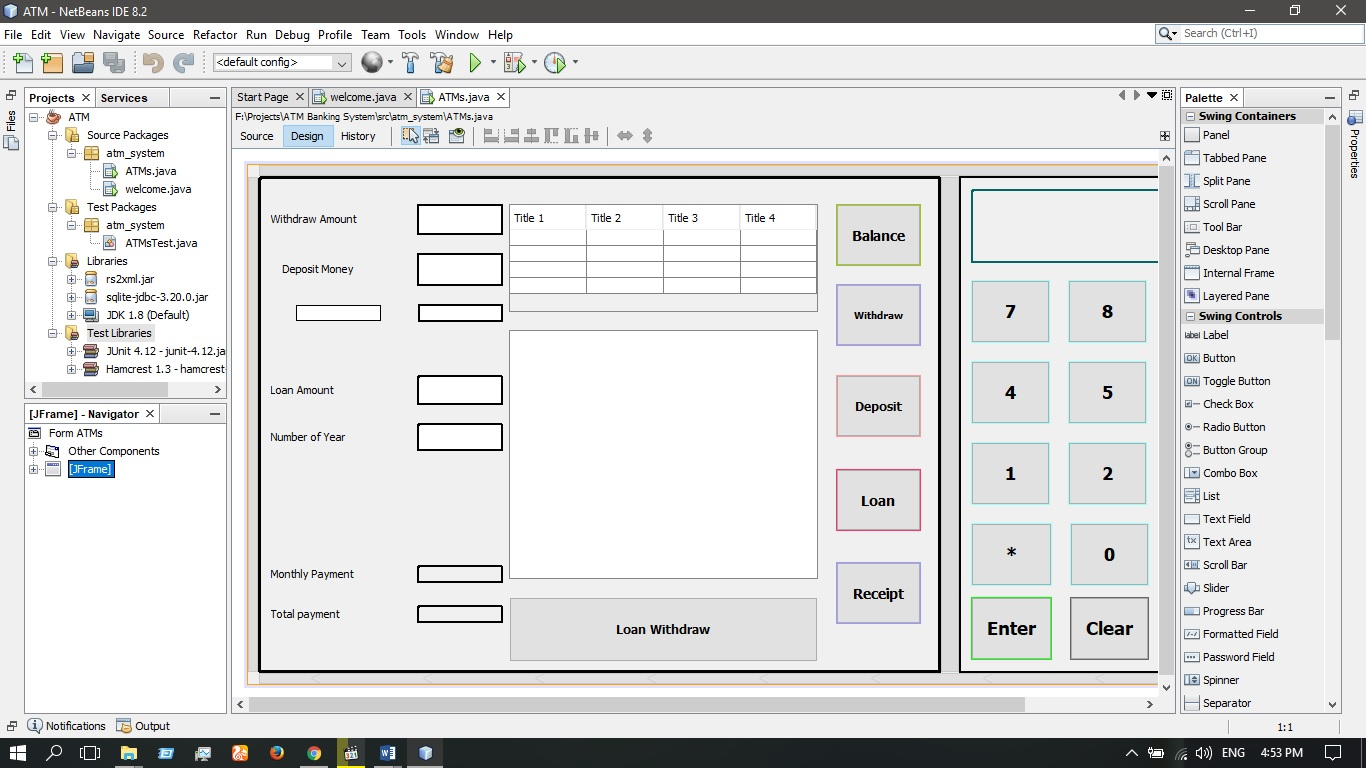 ATM - NetBeans IDE 8.2
File Edit View Navigate Source Refactor Run Debug Profile Team Tools Window Help
Search (Ctrl+I)
<default config>
Files
Projects Services
ATM
Source Packages
atm_system
ATMs.java
welcome.java
Test Packages
atm_system
ATMsTest.java
Libraries
rs2xml.jar
sqlite-jdbc-3.20.0.jar
JDK 1.8 (Default)
Test Libraries
JUnit 4.12 - junit-4.12.ja
Hamcrest 1.3 - hamcrest-
[JFrame] - Navigator
Form ATMs
Other Components
[JFrame]
Start Page welcome.java ATMs.java
F:\Projects\ATM Banking System\src\atm_system\ATMs.java
Source Design History
Withdraw Amount
Deposit Money
Loan Amount
Number of Year
Monthly Payment
Total payment
Title 1 Title 2 Title 3 Title 4
Loan Withdraw
Balance
Withdraw
Deposit
Loan
Receipt
7 8
4 5
1 2
* 0
Enter Clear
Palette
Swing Containers
Panel
Tabbed Pane
Split Pane
Scroll Pane
Tool Bar
Desktop Pane
Internal Frame
Layered Pane
Swing Controls
label Label
OK Button
ON Toggle Button
Check Box
Radio Button
Button Group
Combo Box
List
Text Field
Text Area
Scroll Bar
Slider
Progress Bar
Formatted Field
Password Field
Spinner
Separator
Properties
Notifications Output
1:1
ENG 4:53 PM